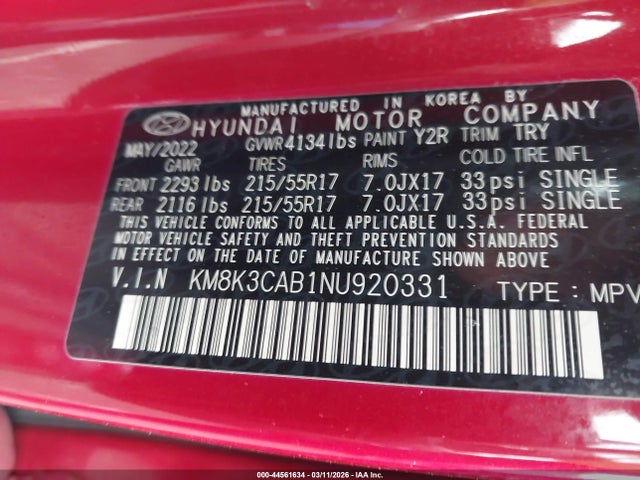 MANUFACTURED IN KOREA BY
HYUNDAI MOTOR COMPANY
MAY/2022 GVWR 4134lbs PAINT Y2R TRIM TRY
GAWR TIRES RIMS COLD TIRE INFL
FRONT 2293lbs 215/55R17 7.0JX17 33psi SINGLE
REAR 2116lbs 215/55R17 7.0JX17 33psi SINGLE
THIS VEHICLE CONFORMS TO ALL APPLICABLE U.S.A. FEDERAL
MOTOR VEHICLE SAFETY AND THEFT PREVENTION STANDARDS
IN EFFECT ON THE DATE OF MANUFACTURE SHOWN ABOVE.
V.I.N KM8K3CAB1NU920331 TYPE : MPV
000-44561634 - 03/11/2026 - IAA Inc.